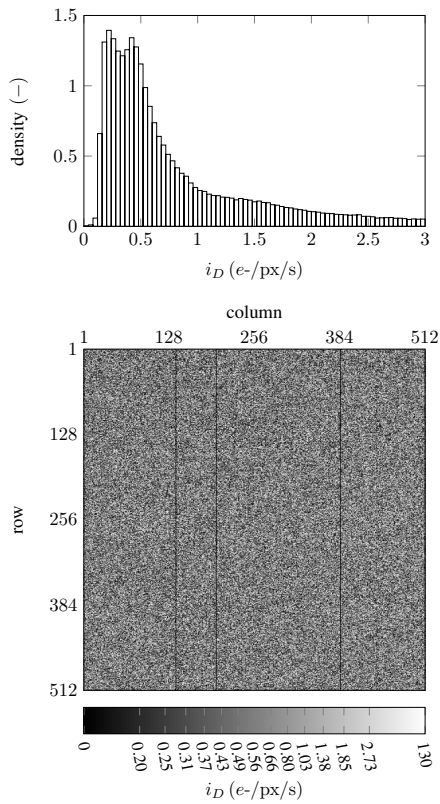 1.5
1
0.5
0
density (−)
0 0.5 1 1.5 2 2.5 3
i_D (e-/px/s)
column
1 128 256 384 512
1
128
256
384
512
row
0 0.20 0.25 0.31 0.37 0.43 0.49 0.56 0.66 0.80 1.03 1.38 1.85 2.73 130
i_D (e-/px/s)